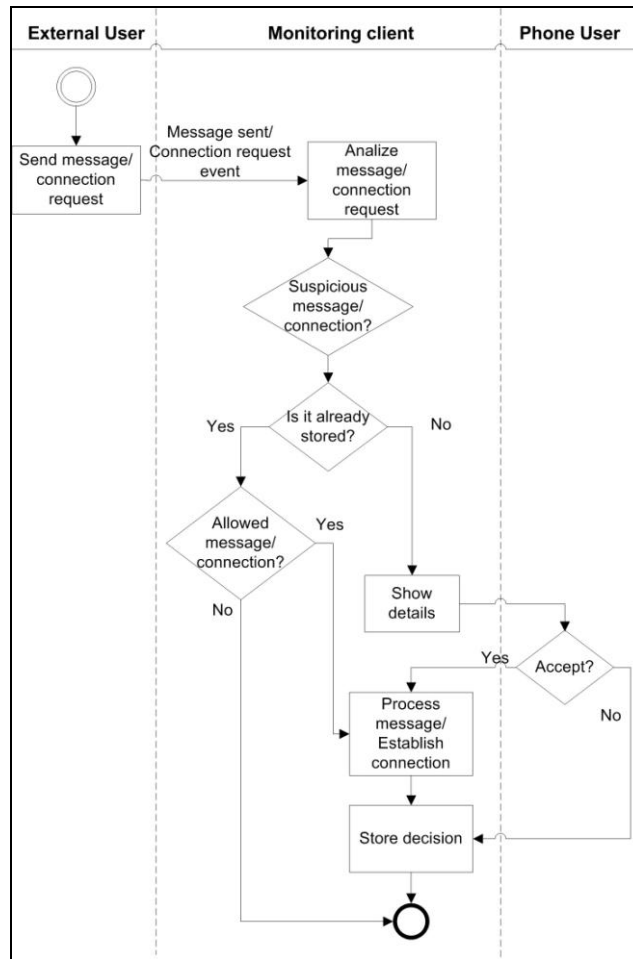 External User
Monitoring client
Phone User
Send message/
connection
request
Message sent/
Connection request
event
Analize
message/
connection
request
Suspicious
message/
connection?
Is it already
stored?
Yes
No
Allowed
message/
connection?
Yes
No
Show
details
Accept?
Yes
No
Process
message/
Establish
connection
Store decision